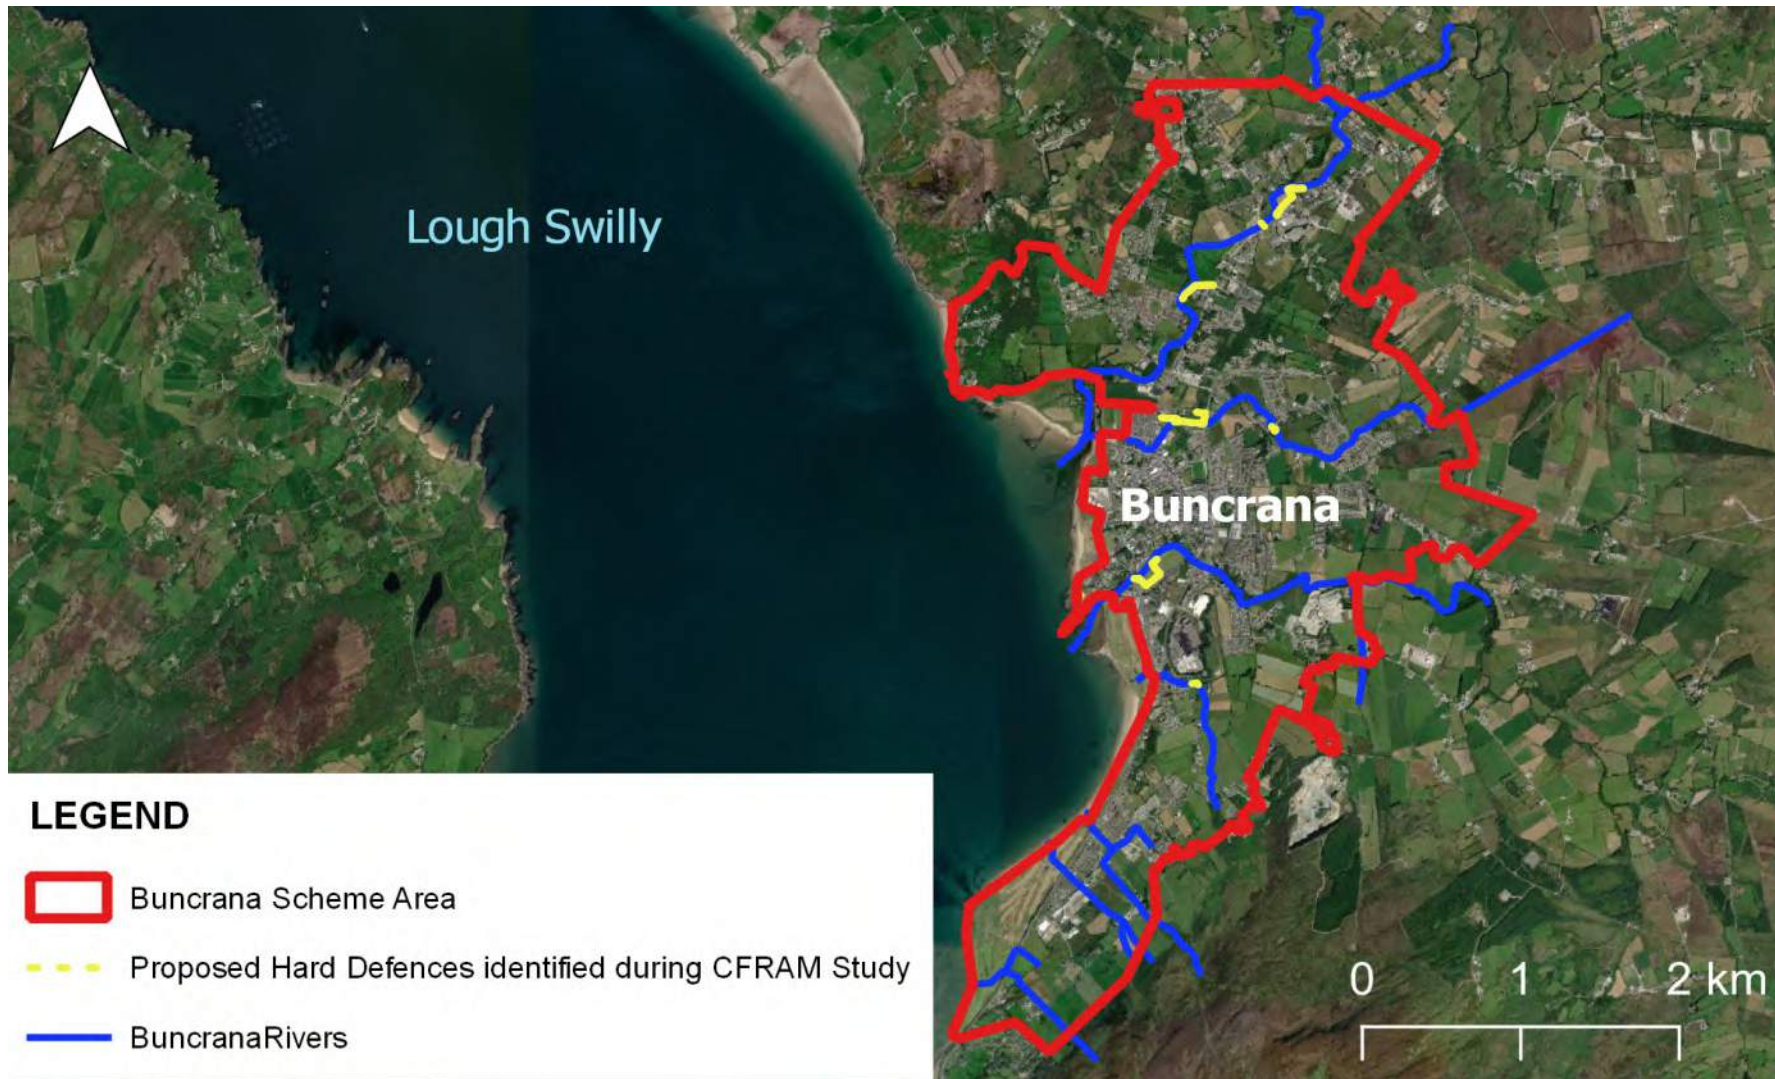 Lough Swilly
Buncrana
LEGEND
Buncrana Scheme Area
Proposed Hard Defences identified during CFRAM Study
BuncranaRivers
0 1 2 km